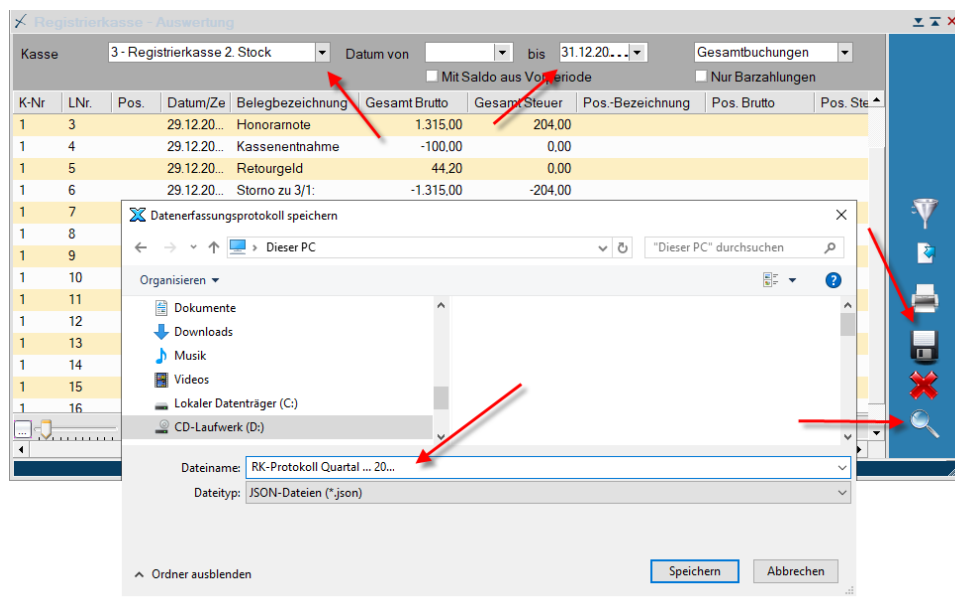 Registrierkasse - Auswertung
Kasse 3 - Registrierkasse 2. Stock Datum von bis 31.12.20.... Gesamtbuchungen
Mit Saldo aus Vorperiode Nur Barzahlungen
K-Nr LNr. Pos. Datum/Ze Belegbezeichnung Gesamt Brutto Gesamt Steuer Pos.-Bezeichnung Pos. Brutto Pos. Ste
1 3 29.12.20... Honorarnote 1.315,00 204,00
1 4 29.12.20... Kassenentnahme -100,00 0,00
1 5 29.12.20... Retourgeld 44,20 0,00
1 6 29.12.20... Storno zu 3/1: -1.315,00 -204,00
1 7
1 8
1 9
1 10
1 11
1 12
1 13
1 14
1 15
1 16
...
Datenerfassungsprotokoll speichern
Dieser PC "Dieser PC" durchsuchen
Organisieren
Dokumente
Downloads
Musik
Videos
Lokaler Datenträger (C:)
CD-Laufwerk (D:)
Dateiname: RK-Protokoll Quartal ... 20...
Dateityp: JSON-Dateien (*.json)
Ordner ausblenden Speichern Abbrechen